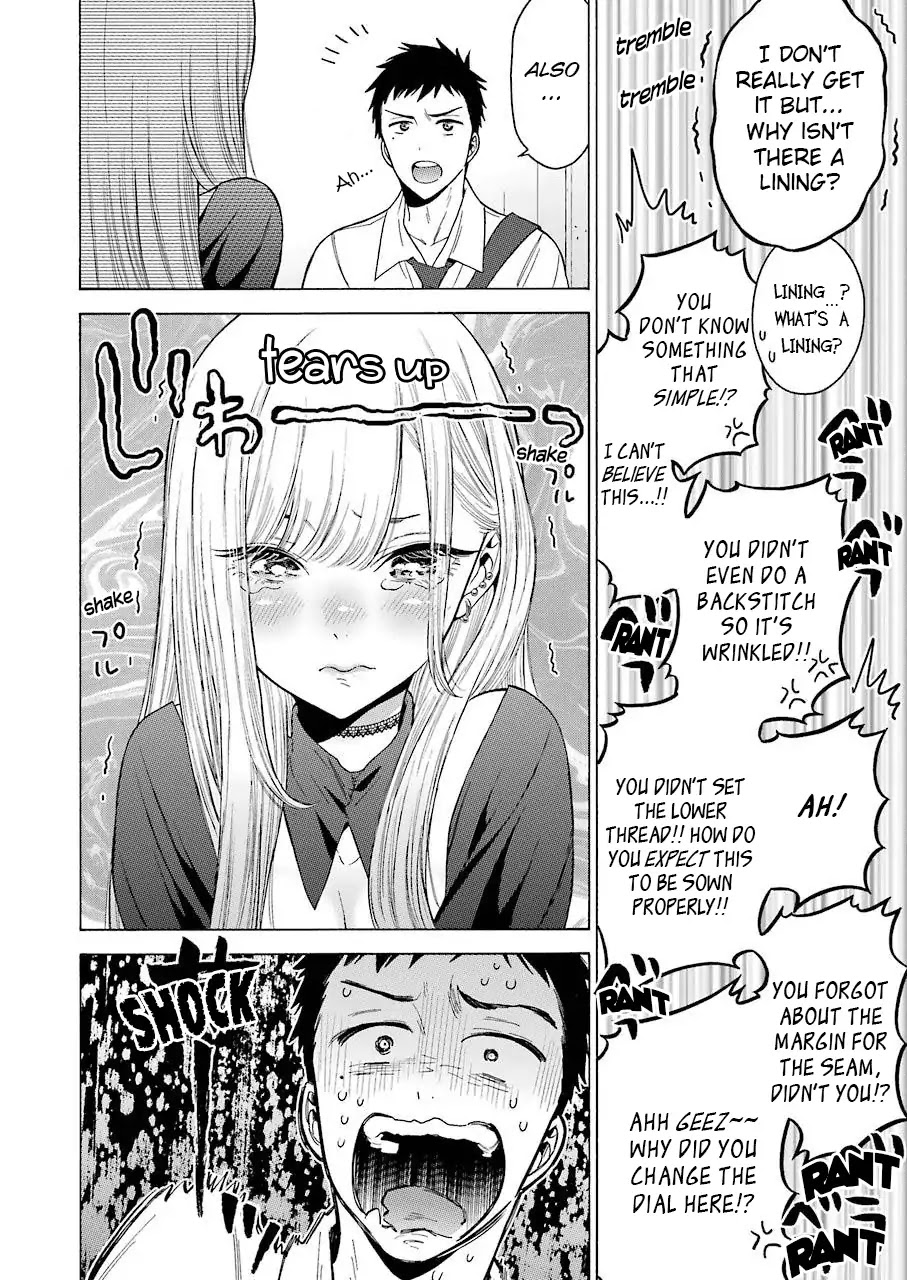 tremble
tremble
I DON'T
REALLY GET
IT BUT...
WHY ISN'T
THERE A
LINING?
LINING...?
WHAT'S A
LINING?
YOU
DON'T KNOW
SOMETHING
THAT
SIMPLE!?
I CAN'T
BELIEVE
THIS...!!
RANT
RANT
YOU DIDN'T
EVEN DO A
BACKSTITCH
SO IT'S
WRINKLED!!
RANT
AH!
YOU DIDN'T SET
THE LOWER
THREAD!! HOW DO
YOU EXPECT THIS
TO BE SOWN
PROPERLY!!
RANT
YOU FORGOT
ABOUT THE
MARGIN FOR
THE SEAM,
DIDN'T YOU!?
AHH GEEZ~~
WHY DID YOU
CHANGE THE
DIAL HERE!?
RANT
RANT
ALSO
...
Ah...
tears up
じわーっ
shake
プル
shake
プル
SHOCK